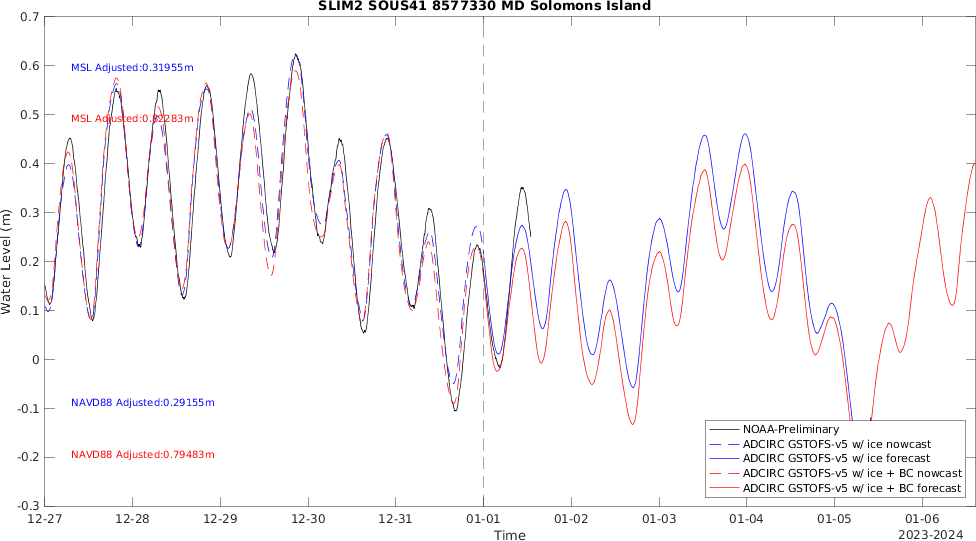 SLIM2 SOUS41 8577330 MD Solomons Island
0.7
0.6
0.5
0.4
0.3
0.2
0.1
0
-0.1
-0.2
-0.3
Water Level (m)
MSL Adjusted:0.31955m
MSL Adjusted:0.82283m
NAVD88 Adjusted:0.29155m
NAVD88 Adjusted:0.79483m
NOAA-Preliminary
ADCIRC GSTOFS-v5 w/ ice nowcast
ADCIRC GSTOFS-v5 w/ ice forecast
ADCIRC GSTOFS-v5 w/ ice + BC nowcast
ADCIRC GSTOFS-v5 w/ ice + BC forecast
12-27 12-28 12-29 12-30 12-31 01-01 01-02 01-03 01-04 01-05 01-06
Time
2023-2024